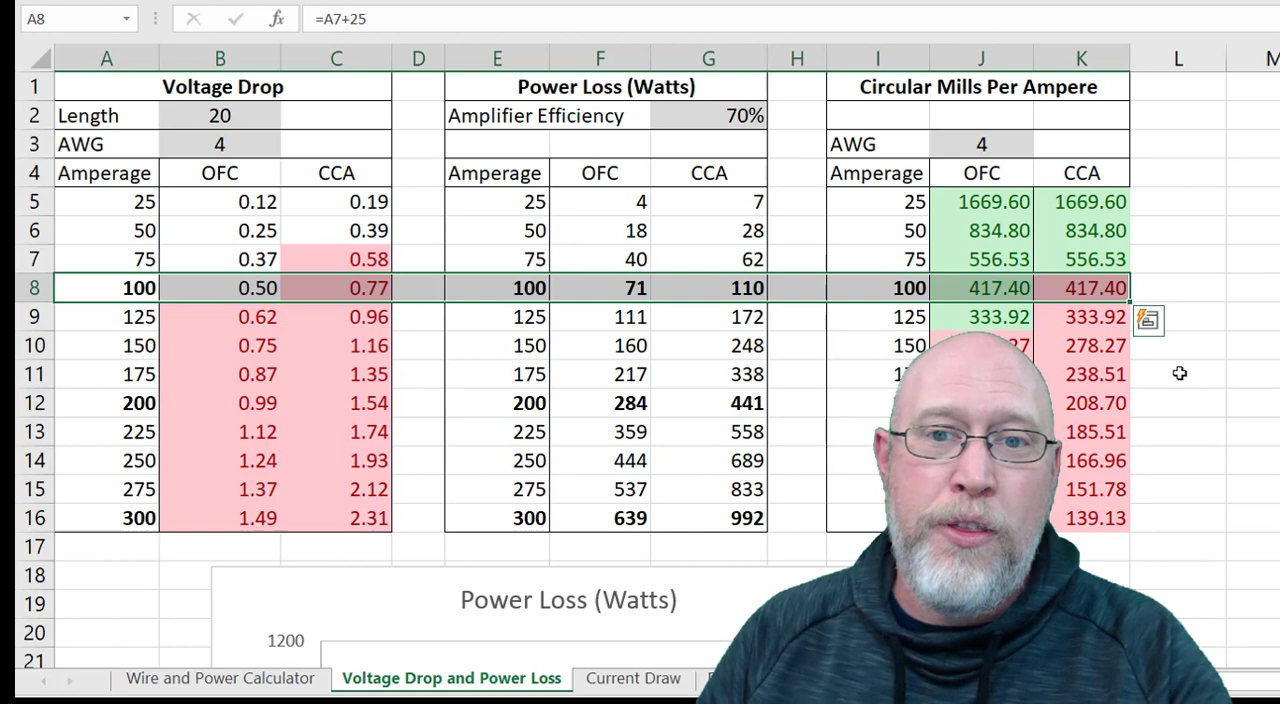 A8 fx =A7+25
A B C D E F G H I J K L M
1 Voltage Drop Power Loss (Watts) Circular Mills Per Ampere
2 Length 20 Amplifier Efficiency 70%
3 AWG 4 AWG 4
4 Amperage OFC CCA Amperage OFC CCA Amperage OFC CCA
5 25 0.12 0.19 25 4 7 25 1669.60 1669.60
6 50 0.25 0.39 50 18 28 50 834.80 834.80
7 75 0.37 0.58 75 40 62 75 556.53 556.53
8 100 0.50 0.77 100 71 110 100 417.40 417.40
9 125 0.62 0.96 125 111 172 125 333.92 333.92
10 150 0.75 1.16 150 160 248 150 278.27
11 175 0.87 1.35 175 217 338 238.51
12 200 0.99 1.54 200 284 441 208.70
13 225 1.12 1.74 225 359 558 185.51
14 250 1.24 1.93 250 444 689 166.96
15 275 1.37 2.12 275 537 833 151.78
16 300 1.49 2.31 300 639 992 139.13
17
18
19 Power Loss (Watts)
20 1200
21
Wire and Power Calculator Voltage Drop and Power Loss Current Draw